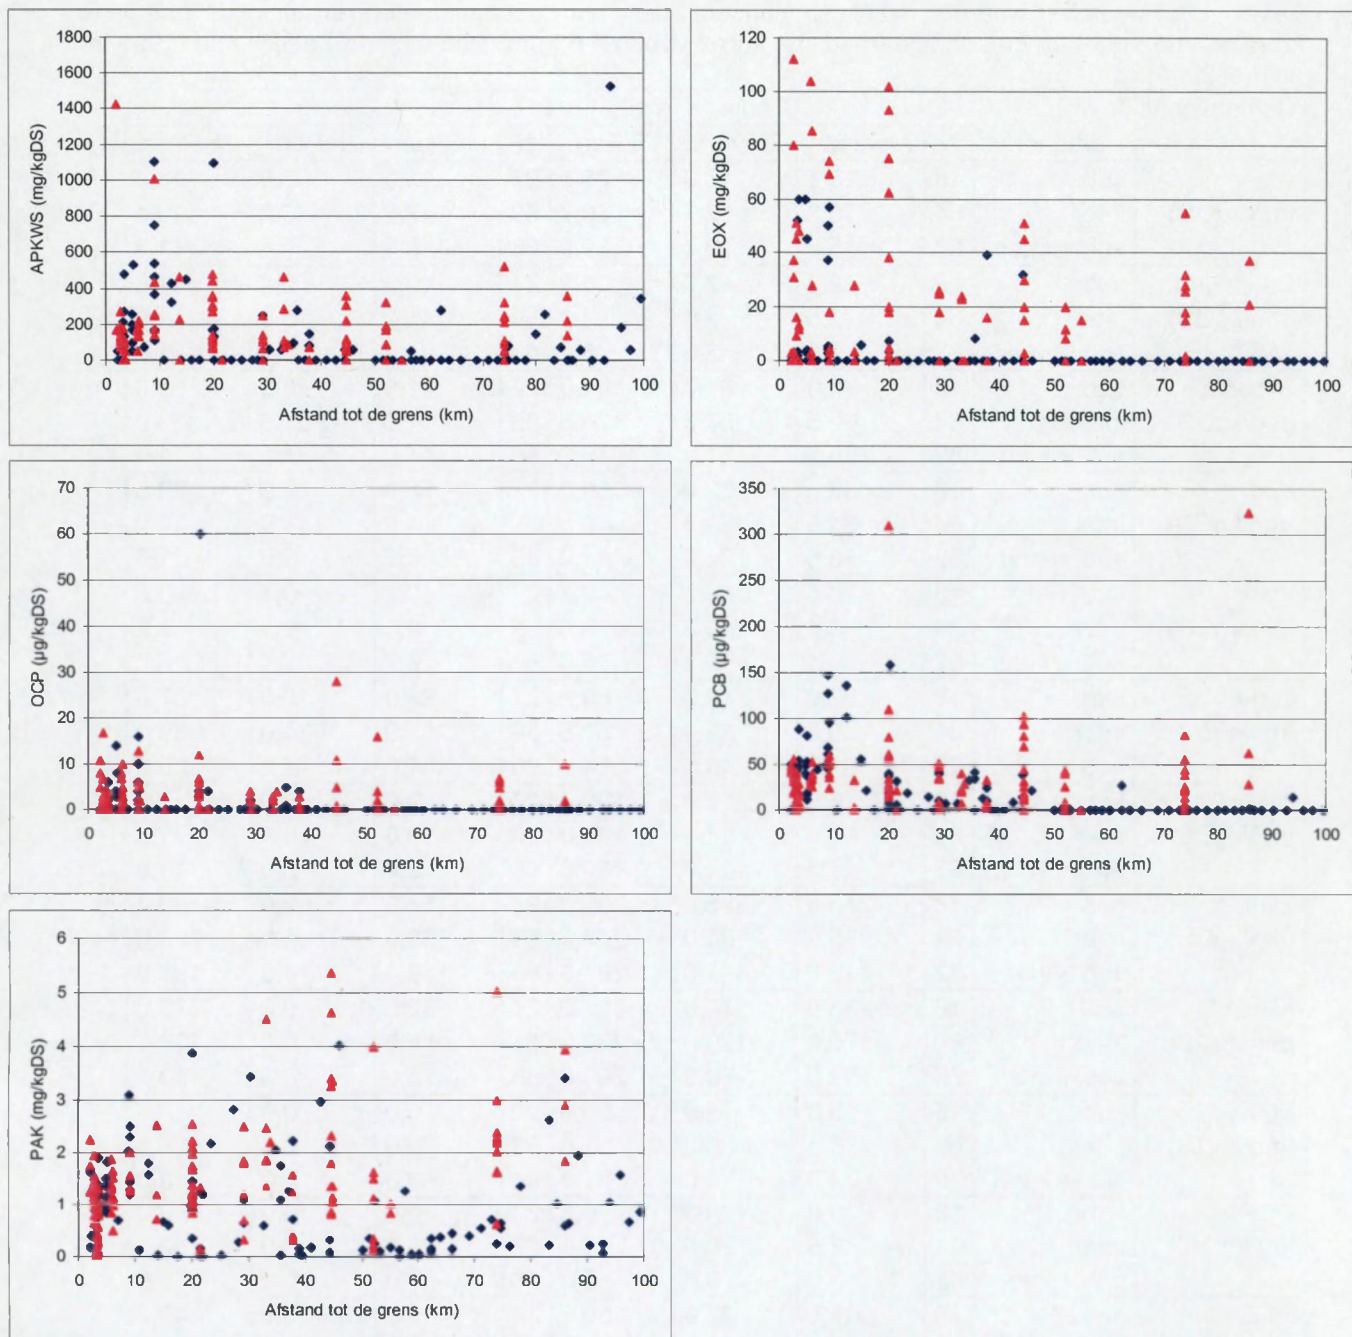 1800
1600
1400
1200
1000
800
600
400
200
0
APKWS (mg/kgDS)
0 10 20 30 40 50 60 70 80 90 100
Afstand tot de grens (km)
120
100
80
60
40
20
0
EOX (mg/kgDS)
0 10 20 30 40 50 60 70 80 90 100
Afstand tot de grens (km)
70
60
50
40
30
20
10
0
OCP (µg/kgDS)
0 10 20 30 40 50 60 70 80 90 100
Afstand tot de grens (km)
350
300
250
200
150
100
50
0
PCB (µg/kgDS)
0 10 20 30 40 50 60 70 80 90 100
Afstand tot de grens (km)
6
5
4
3
2
1
0
PAK (mg/kgDS)
0 10 20 30 40 50 60 70 80 90 100
Afstand tot de grens (km)